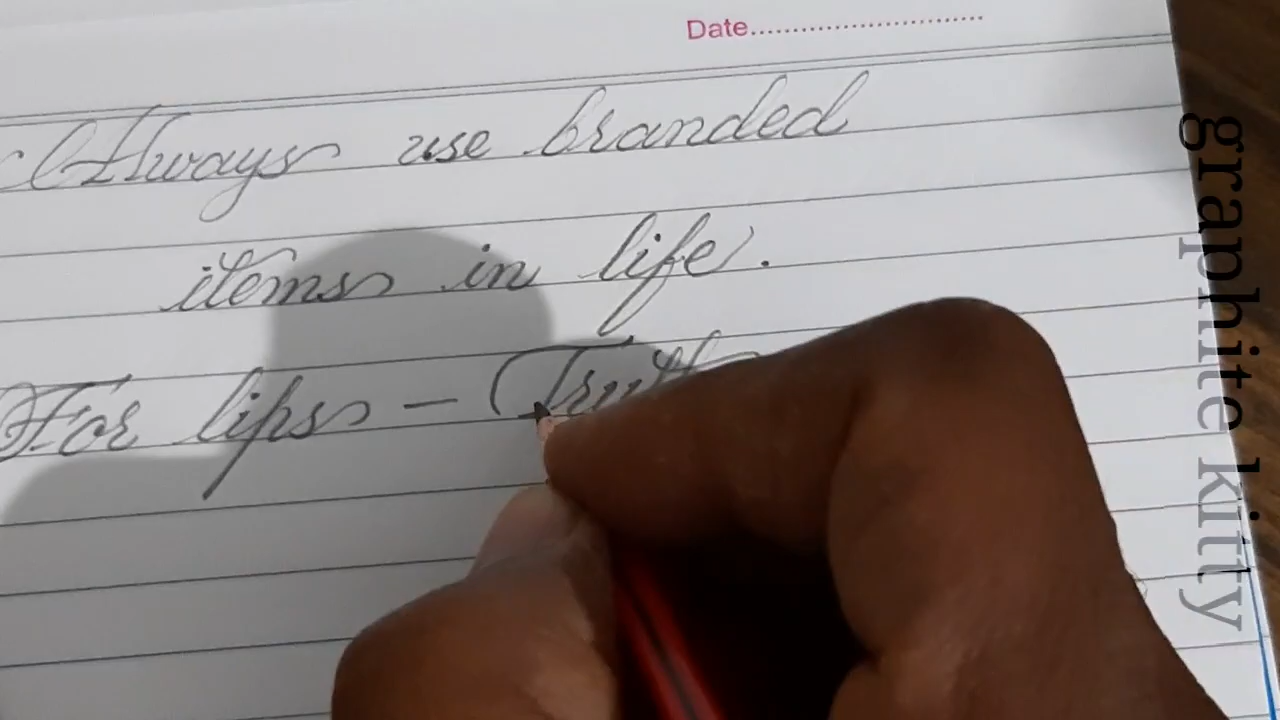 Date..............................
Always use branded
items in life.
For lips – Truth
graphite kitty